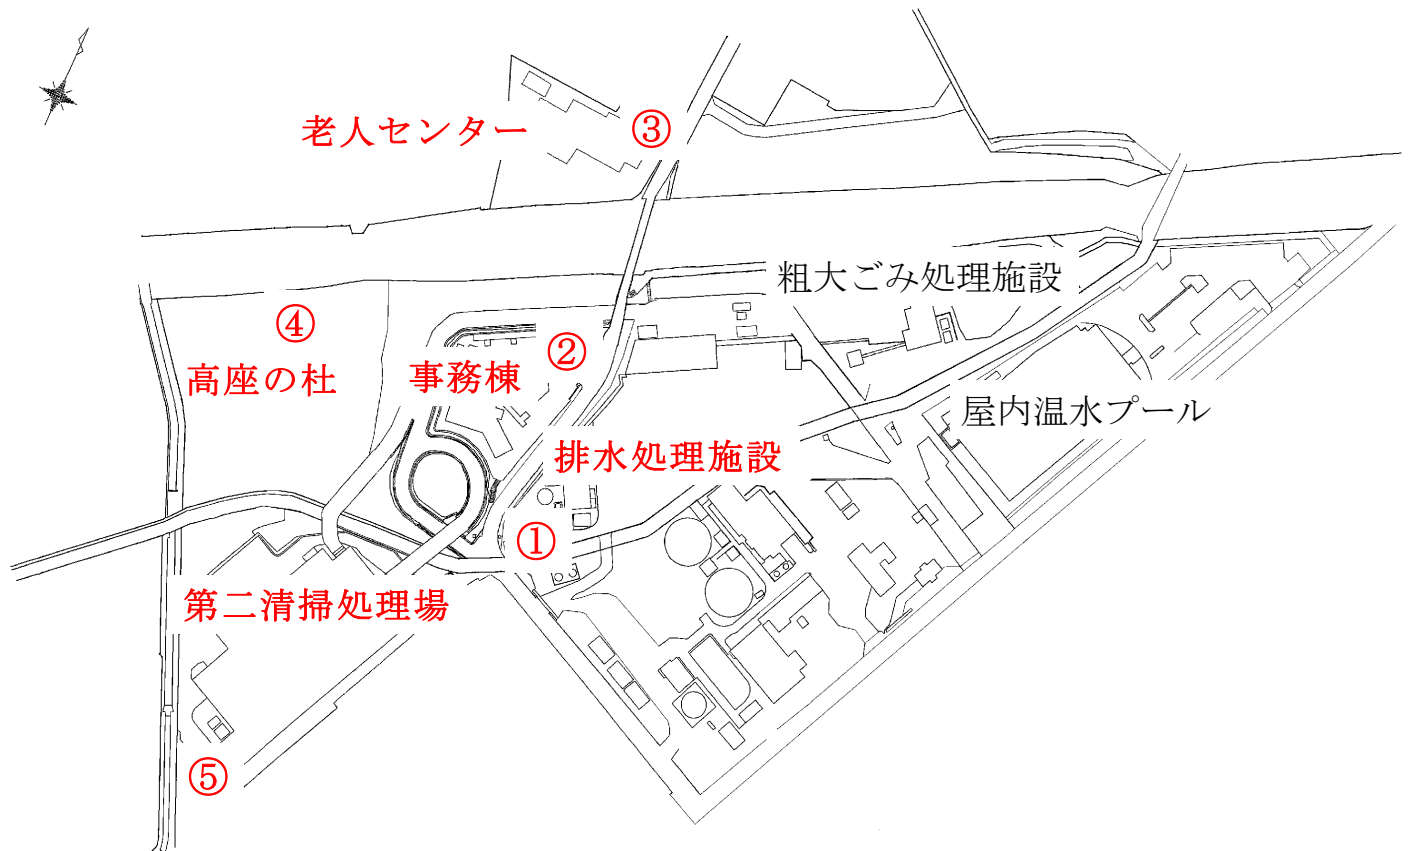 老人センター
③
粗大ごみ処理施設
④
②
高座の杜
事務棟
屋内温水プール
排水処理施設
①
第二清掃処理場
⑤